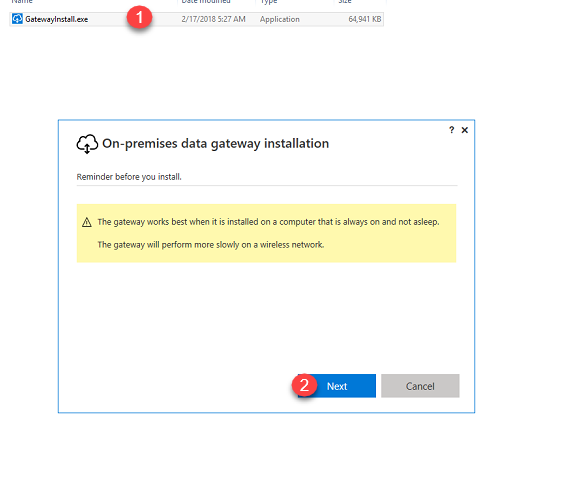 Name Date modified Type Size
GatewayInstall.exe 1 2/17/2018 5:27 AM Application 64,941 KB
? ×
On-premises data gateway installation
Reminder before you install.
The gateway works best when it is installed on a computer that is always on and not asleep.
The gateway will perform more slowly on a wireless network.
2 Next Cancel